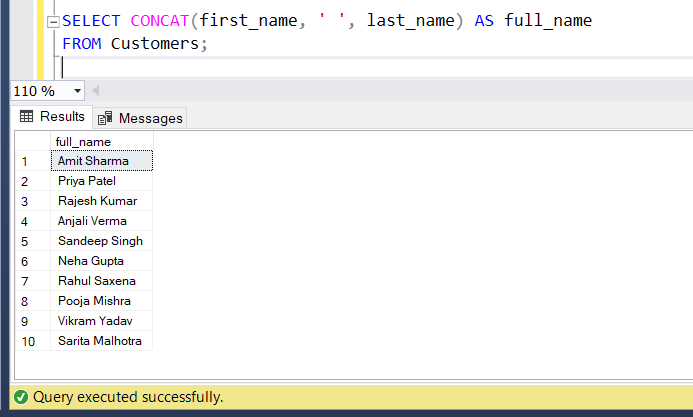 SELECT CONCAT(first_name, ' ', last_name) AS full_name
FROM Customers;
110 %
Results Messages
full_name
1 Amit Sharma
2 Priya Patel
3 Rajesh Kumar
4 Anjali Verma
5 Sandeep Singh
6 Neha Gupta
7 Rahul Saxena
8 Pooja Mishra
9 Vikram Yadav
10 Sarita Malhotra
Query executed successfully.